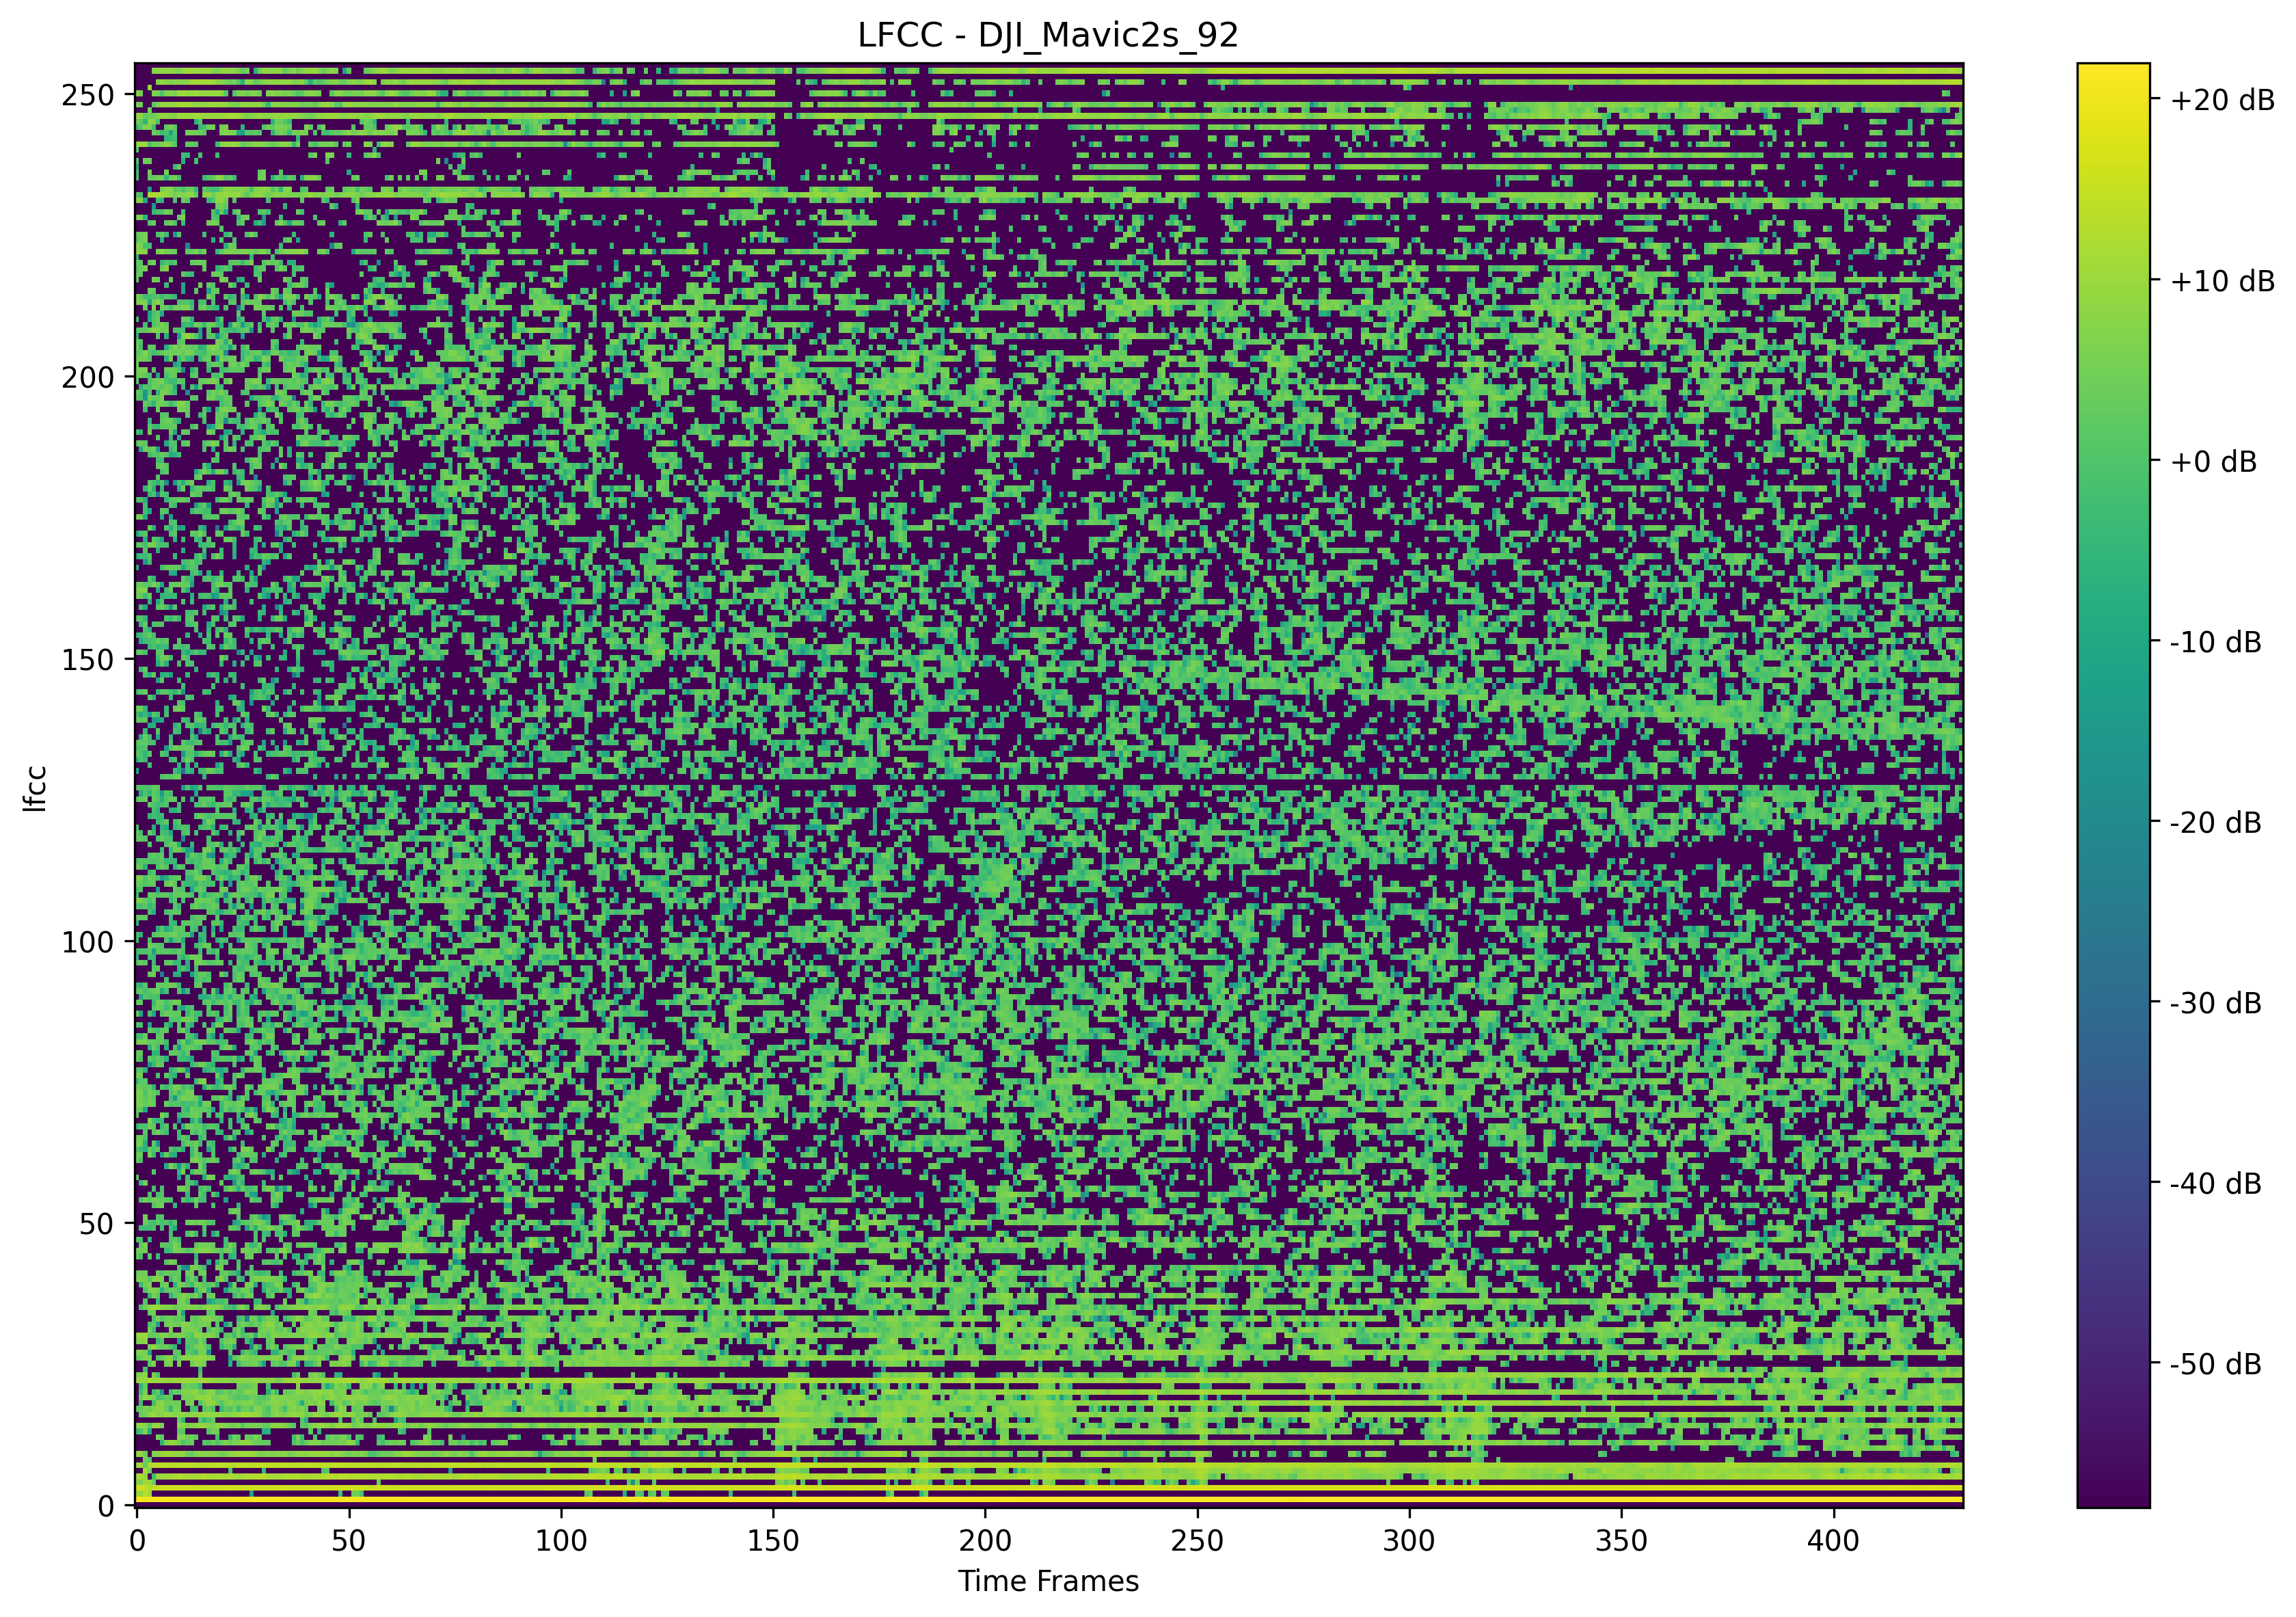 LFCC - DJI_Mavic2s_92
lfcc
250
200
150
100
50
0
0 50 100 150 200 250 300 350 400
Time Frames
+20 dB
+10 dB
+0 dB
-10 dB
-20 dB
-30 dB
-40 dB
-50 dB